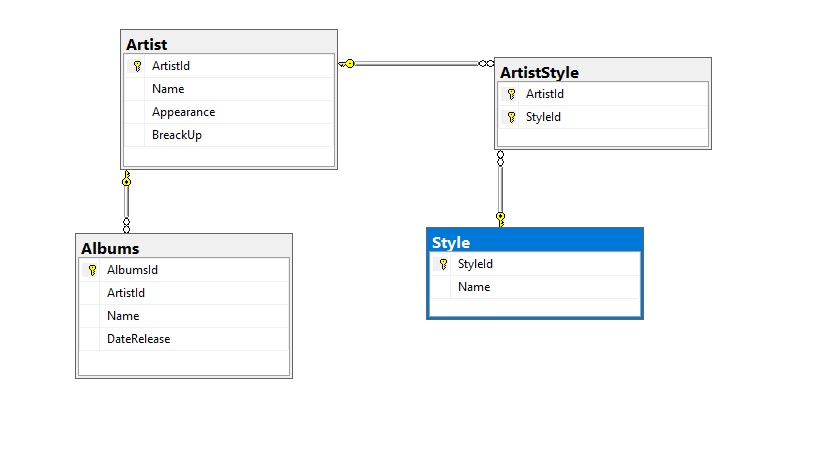 Artist
ArtistId
Name
Appearance
BreackUp
ArtistStyle
ArtistId
StyleId
Albums
AlbumsId
ArtistId
Name
DateRelease
Style
StyleId
Name